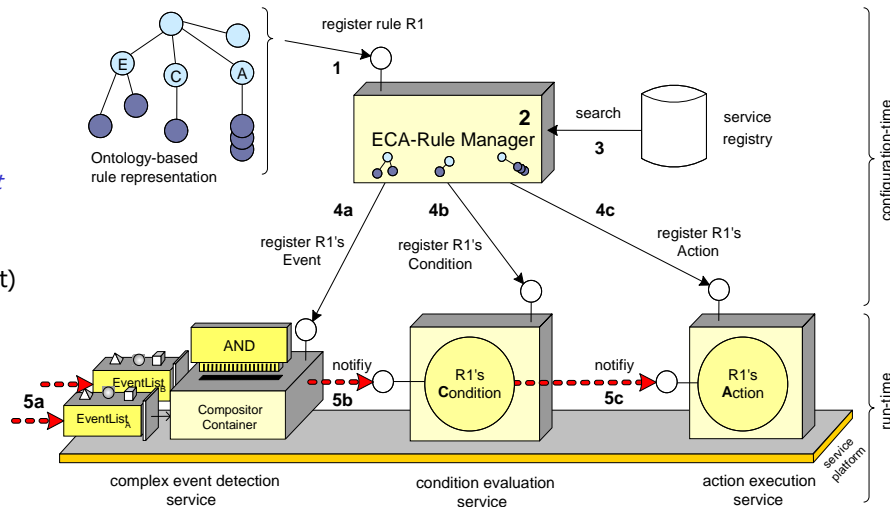 register rule R1
1
E
C
A
Ontology-based
rule representation
t
t)
2
ECA-Rule Manager
search
3
service
registry
configuration-time
4a
4b
4c
register R1's
Event
register R1's
Condition
register R1's
Action
AND
EventList B
EventList A
5a
Compositor
Container
notifiy
5b
R1's
Condition
notifiy
5c
R1's
Action
run-time
service
platform
complex event detection
service
condition evaluation
service
action execution
service